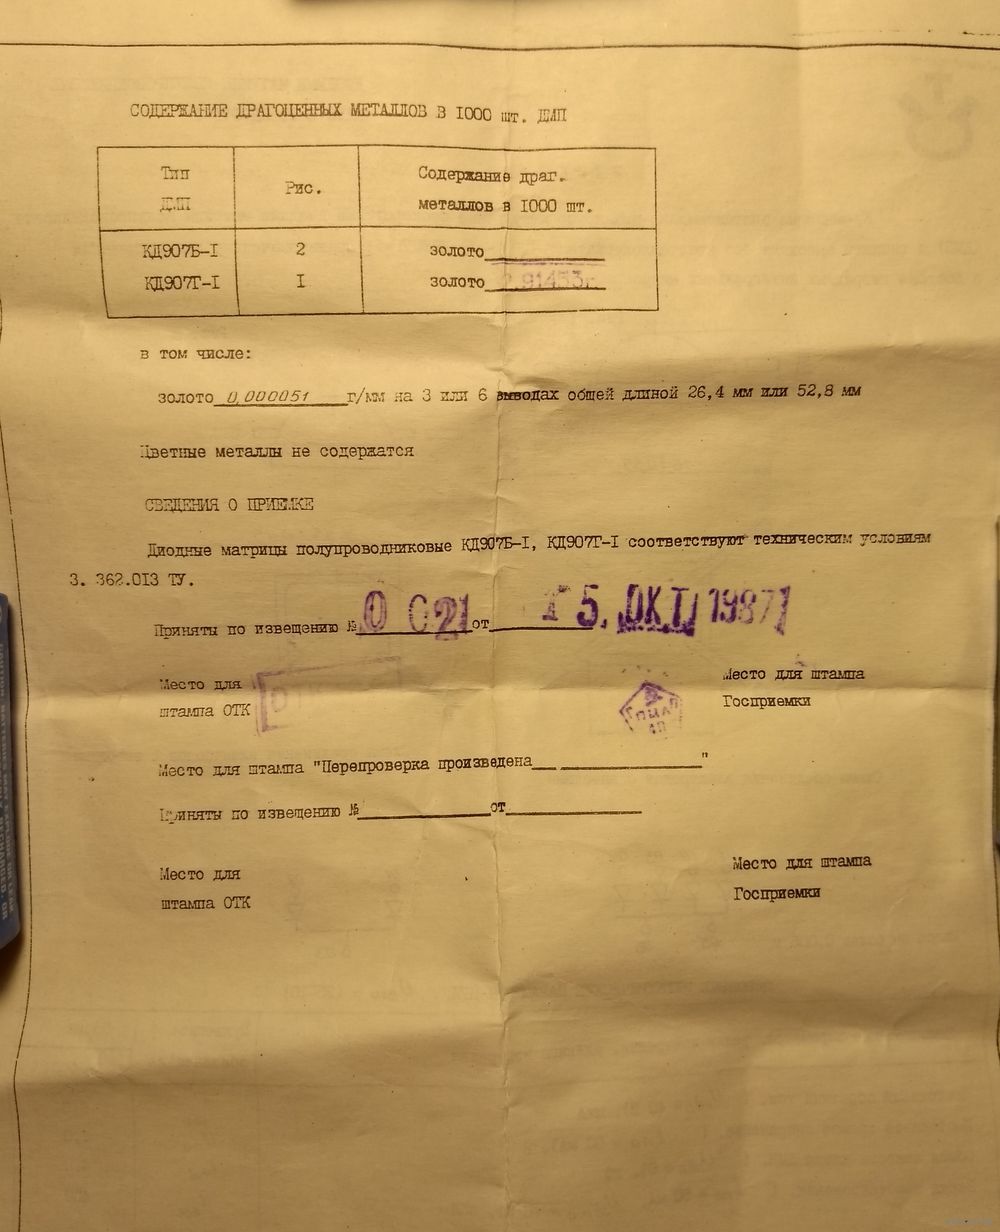 СОДЕРЖАНИЕ ДРАГОЦЕННЫХ МЕТАЛЛОВ В 1000 шт. ДМП
Тип
ДМП
Рис.
Содержание драг.
металлов в 1000 шт.
КД907Б-I 2 золото
КД907Г-I I золото
в том числе:
золото 0,000051 г/мм на 3 или 6 выводах общей длиной 26,4 мм или 52,8 мм
Цветные металлы не содержатся
СВЕДЕНИЯ О ПРИЕМКЕ
Диодные матрицы полупроводниковые КД907Б-I, КД907Г-I соответствуют техническим условиям
3. 362.013 ТУ.
Приняты по извещению № от 15. ОКТ 1987
Место для
штампа ОТК
Место для штампа
Госприемки
Место для штампа "Перепроверка произведена "
Приняты по извещению № от
Место для
штампа ОТК
Место для штампа
Госприемки